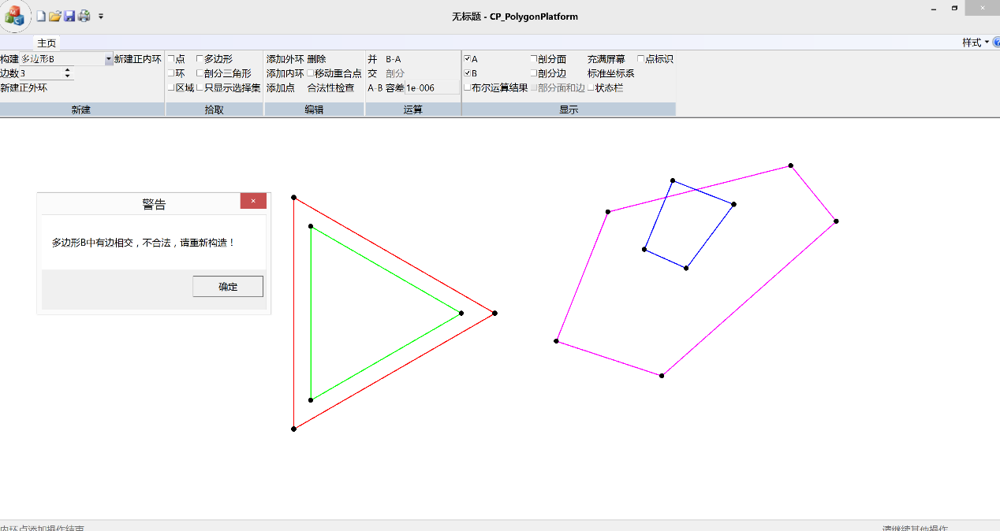 无标题 - CP_PolygonPlatform
主页
样式
构建 多边形B 新建正内环 点 多边形 添加外环 删除 并 B-A A 剖分面 充满屏幕 点标识
边数 3 环 剖分三角形 添加内环 移动重合点 交 剖分 B 剖分边 标准坐标系
新建正外环 区域 只显示选择集 添加点 合法性检查 A-B 容差 1e-006 布尔运算结果 剖分面和边 状态栏
新建 拾取 编辑 运算 显示
警告
多边形B中有边相交，不合法，请重新构造！
确定
内环点添加操作结束 请继续其他操作